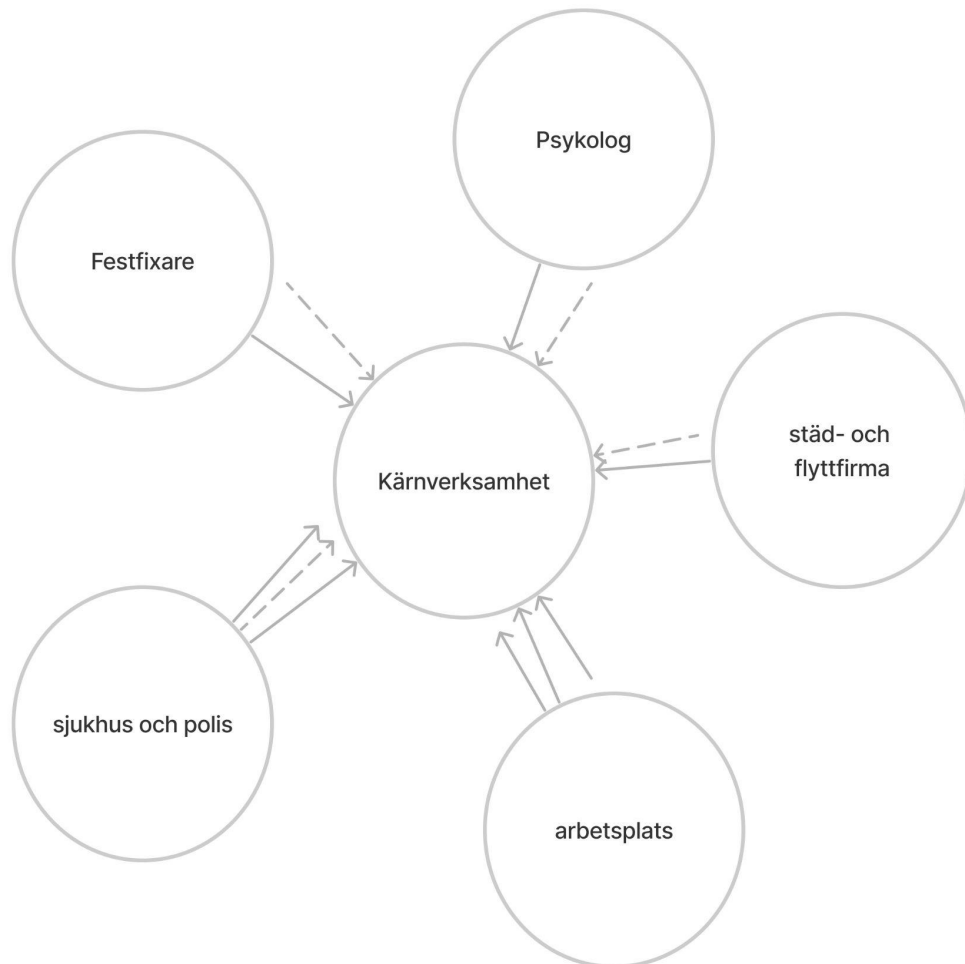 Psykolog
Festfixare
städ- och
flyttfirma
Kärnverksamhet
sjukhus och polis
arbetsplats